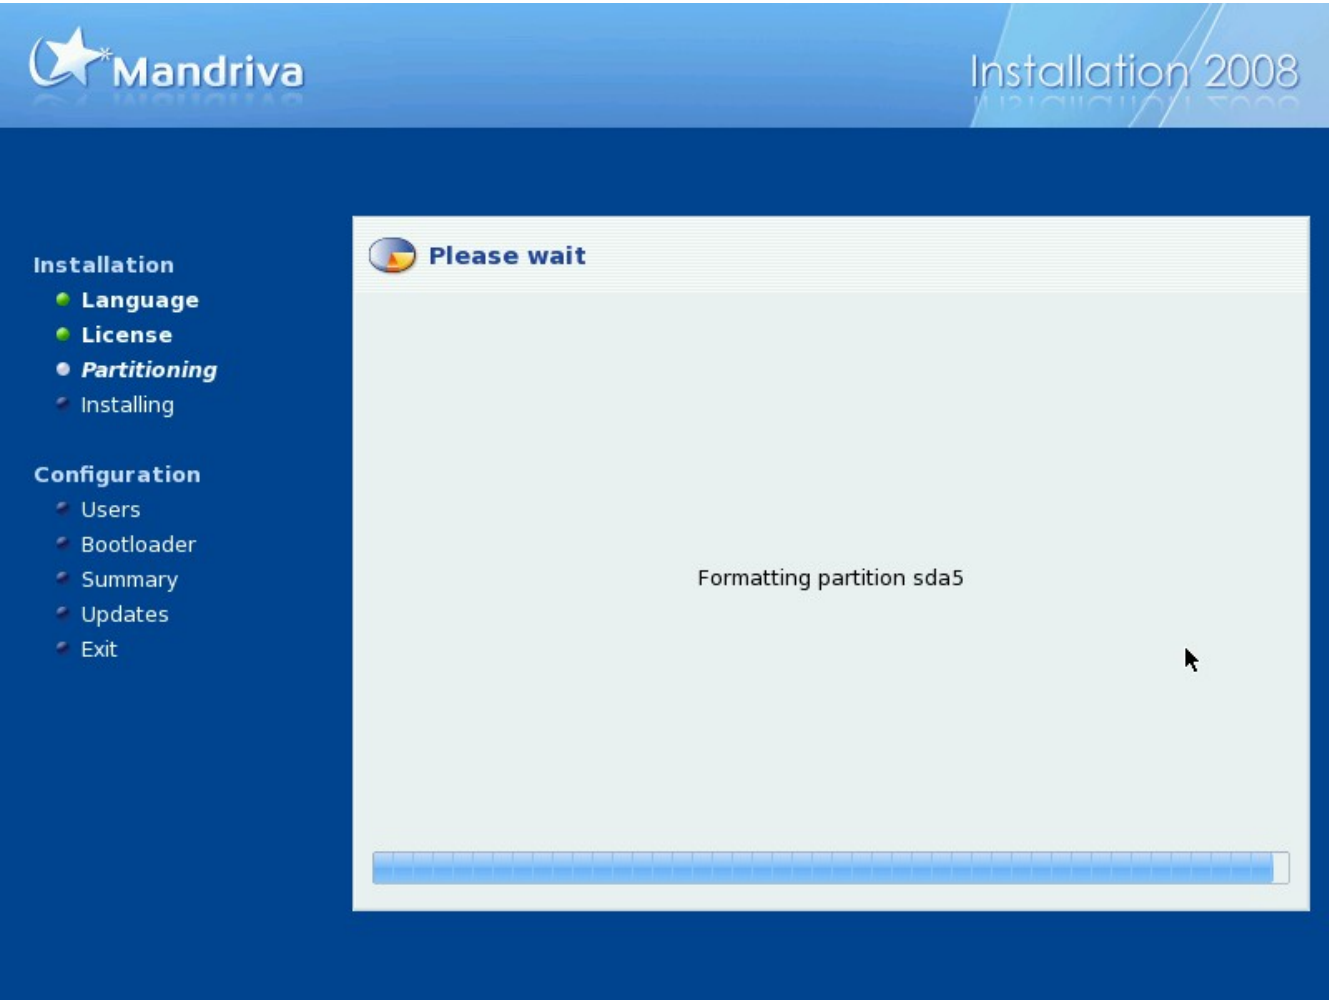 Mandriva
Installation 2008
Installation
Language
License
Partitioning
Installing
Configuration
Users
Bootloader
Summary
Updates
Exit
Please wait
Formatting partition sda5